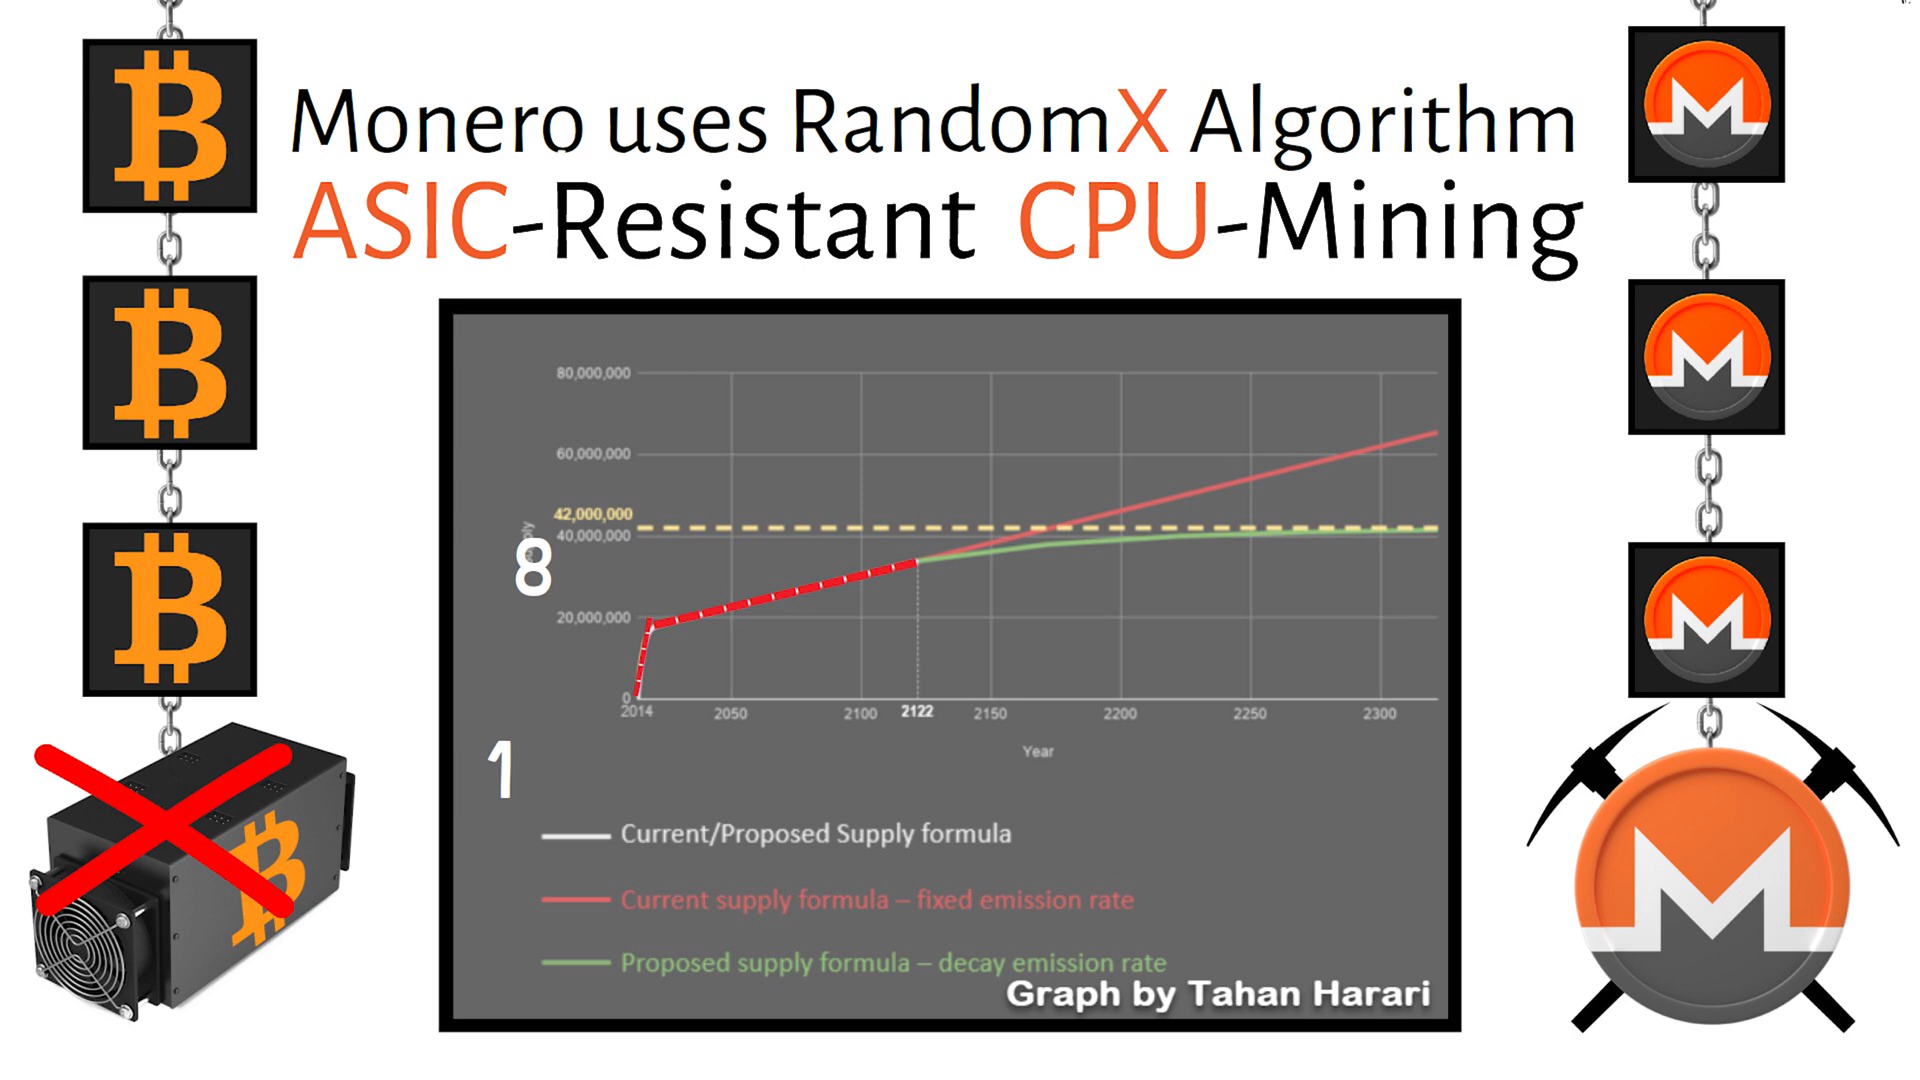 Monero uses RandomX Algorithm
ASIC-Resistant CPU-Mining
80,000,000
60,000,000
42,000,000
40,000,000
8
20,000,000
0
2014 2050 2100 2122 2150 2200 2250 2300
Year
1
Current/Proposed Supply formula
Current supply formula – fixed emission rate
Proposed supply formula – decay emission rate
Graph by Tahan Harari